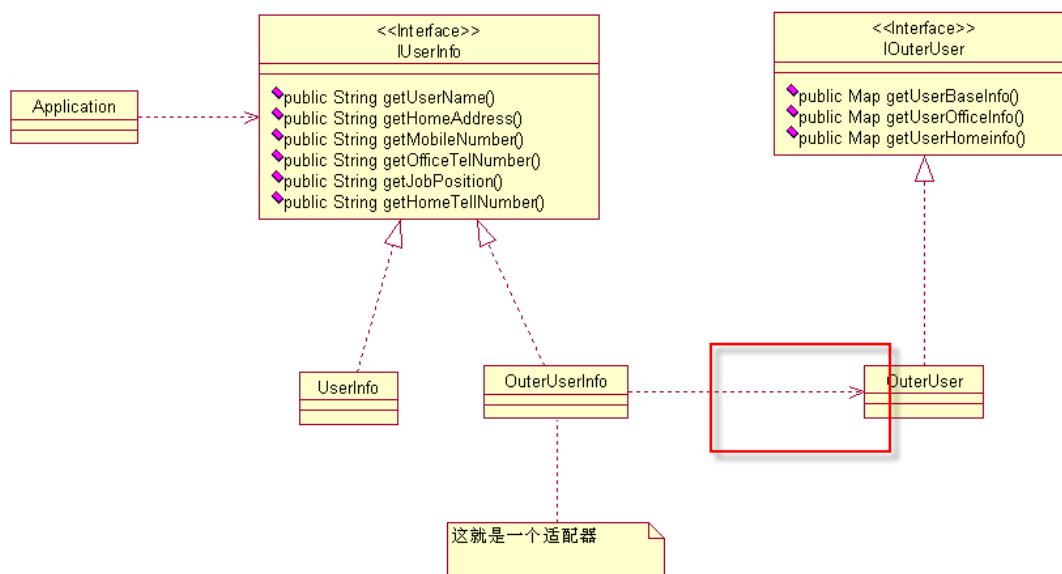 <<Interface>>
IUserInfo
public String getUserName()
public String getHomeAddress()
public String getMobileNumber()
public String getOfficeTelNumber()
public String getJobPosition()
public String getHomeTellNumber()
<<Interface>>
IOuterUser
public Map getUserBaseInfo()
public Map getUserOfficeInfo()
public Map getUserHomeinfo()
Application
UserInfo
OuterUserInfo
OuterUser
这就是一个适配器